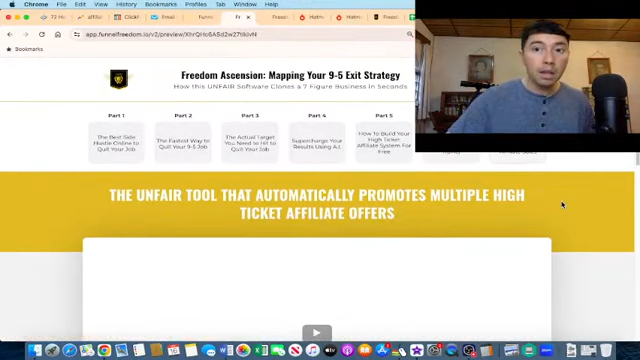 Chrome File Edit View History Bookmarks Profiles Tab Window Help
app.funnelfreedom.io/v2/preview/
Bookmarks
Freedom Ascension: Mapping Your 9-5 Exit Strategy
How this UNFAIR Software Clones a 7 Figure Business in Seconds
Part 1 Part 2 Part 3 Part 4 Part 5
The Best Side Hustle Online to Quit Your Job
The Fastest Way to Quit Your 9-5 Job
The Actual Target You Need to Hit to Quit Your Job
Supercharge Your Results Using A.I.
How to Build Your High Ticket Affiliate System For Free
THE UNFAIR TOOL THAT AUTOMATICALLY PROMOTES MULTIPLE HIGH
TICKET AFFILIATE OFFERS